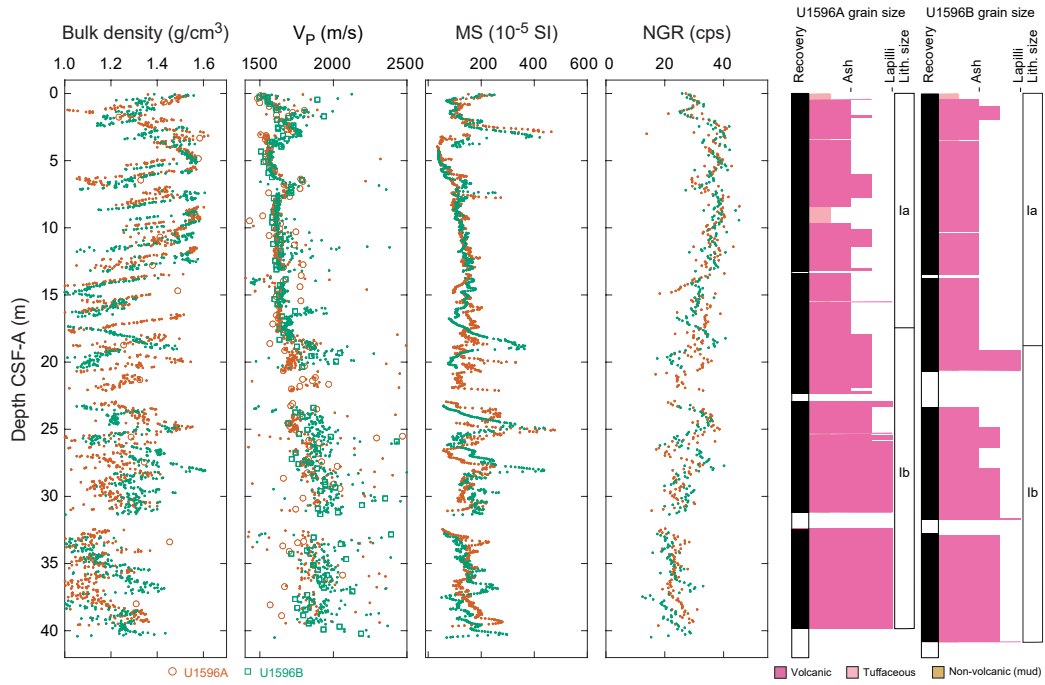 Bulk density (g/cm³)
V_P (m/s)
MS (10⁻⁵ SI)
NGR (cps)
U1596A grain size
U1596B grain size
Recovery
Ash
Lapilli
Lith. size
Recovery
Ash
Lapilli
Lith. size
1.0 1.2 1.4 1.6
1500 2000 2500
0 200 400 600
0 20 40 60
Depth CSF-A (m)
0
5
10
15
20
25
30
35
40
Ia
Ib
Ia
Ib
U1596A
U1596B
Volcanic
Tuffaceous
Non-volcanic (mud)